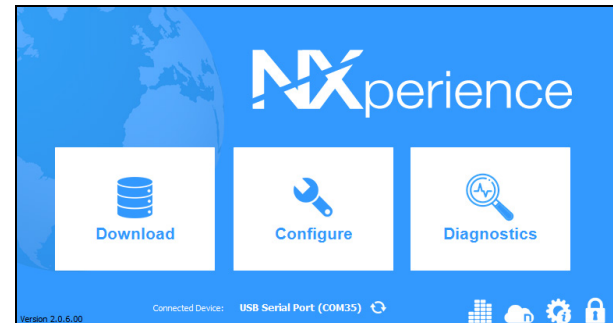 NXperience
Download
Configure
Diagnostics
Connected Device: USB Serial Port (COM35)
n
Version 2.0.6.00